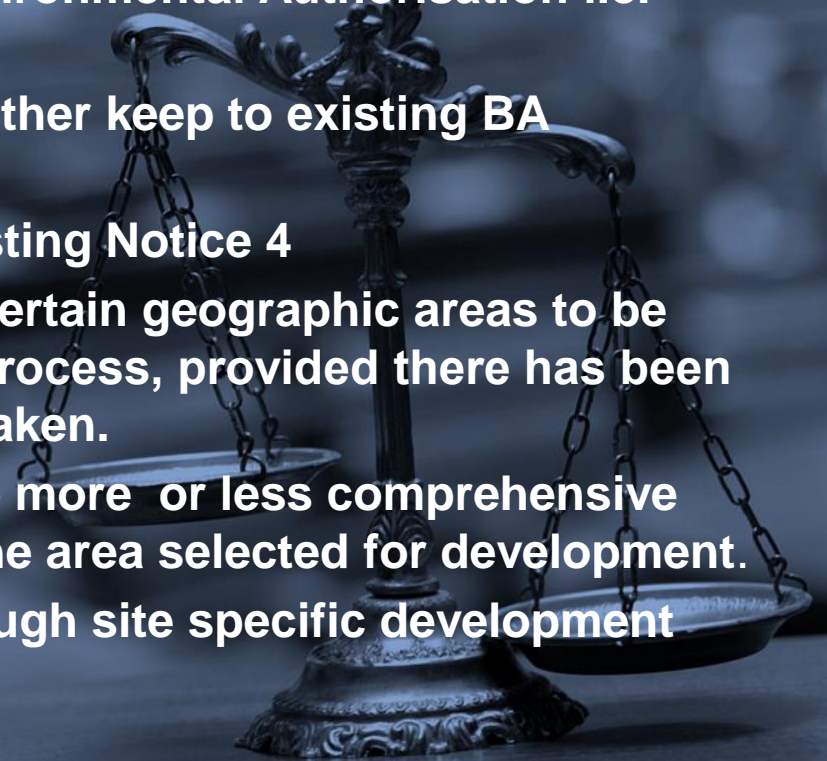 ther keep to existing BA
sting Notice 4
ertain geographic areas to be
rocess, provided there has been
aken.
more  or less comprehensive
ne area selected for development.
ugh site specific development